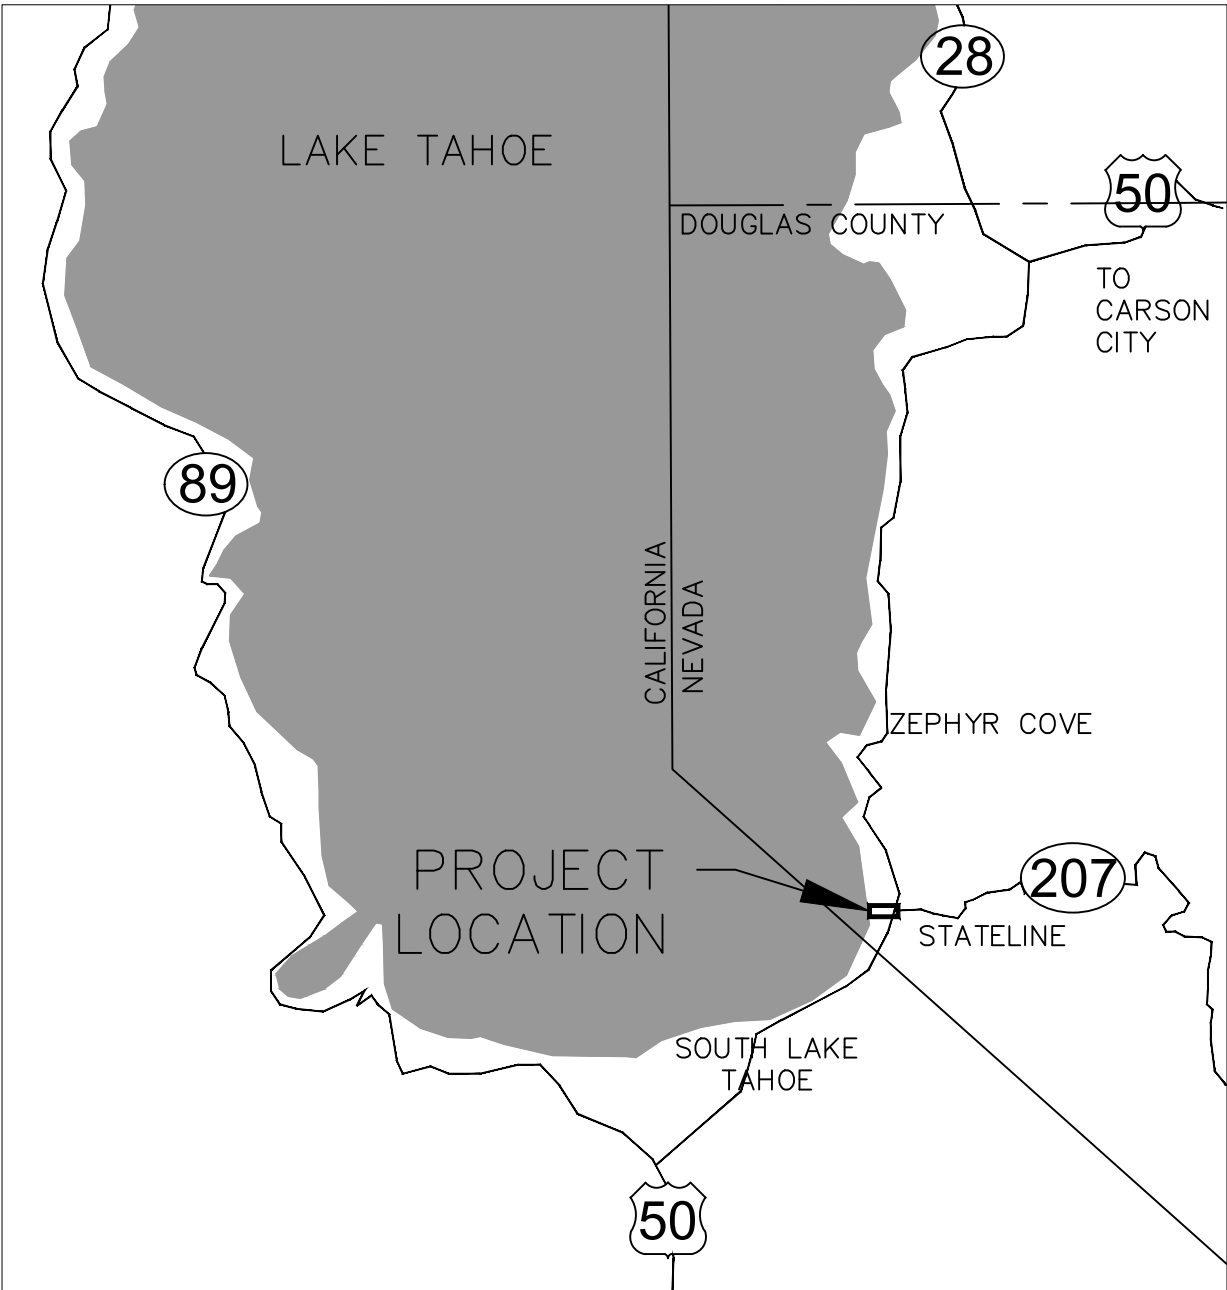 28
LAKE TAHOE
50
DOUGLAS COUNTY
TO
CARSON
CITY
89
CALIFORNIA
NEVADA
ZEPHYR COVE
PROJECT
LOCATION
207
STATELINE
SOUTH LAKE
TAHOE
50